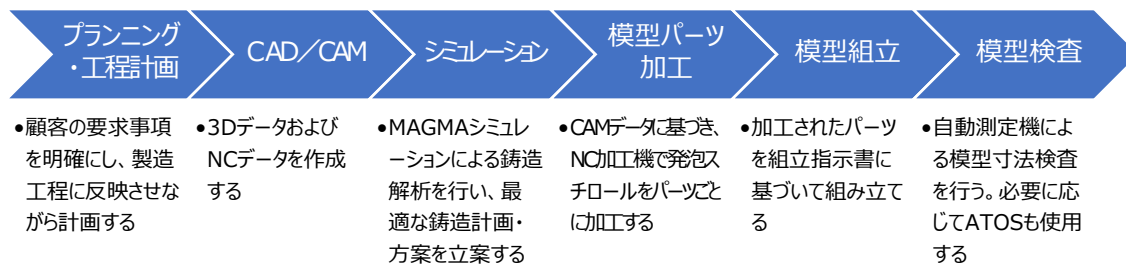 プランニング
・工程計画
CAD／CAM
シミュレーション
模型パーツ
加工
模型組立
模型検査
•顧客の要求事項
を明確にし、製造
工程に反映させな
がら計画する
•3Dデータおよび
NCデータを作成
する
•MAGMAシミュレ
ーションによる鋳造
解析を行い、最
適な鋳造計画・
方案を立案する
•CAMデータに基づき、
NC加工機で発泡ス
チロールをパーツごと
に加工する
•加工されたパーツ
を組立指示書に
基づいて組み立て
る
•自動測定機によ
る模型寸法検査
を行う。必要に応
じてATOSも使用
する